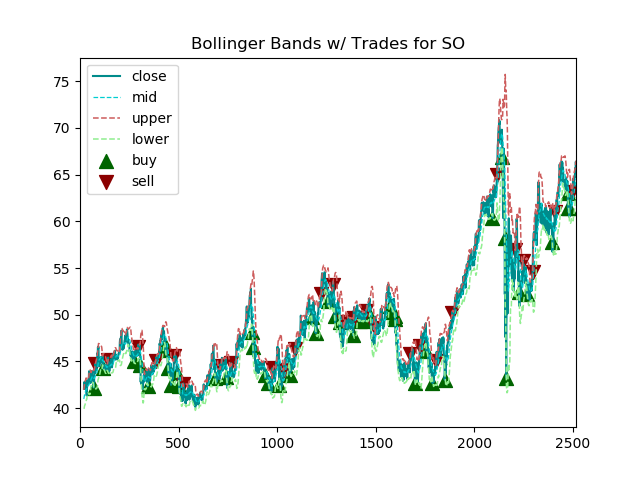 Bollinger Bands w/ Trades for SO
close
mid
upper
lower
buy
sell
75
70
65
60
55
50
45
40
0 500 1000 1500 2000 2500